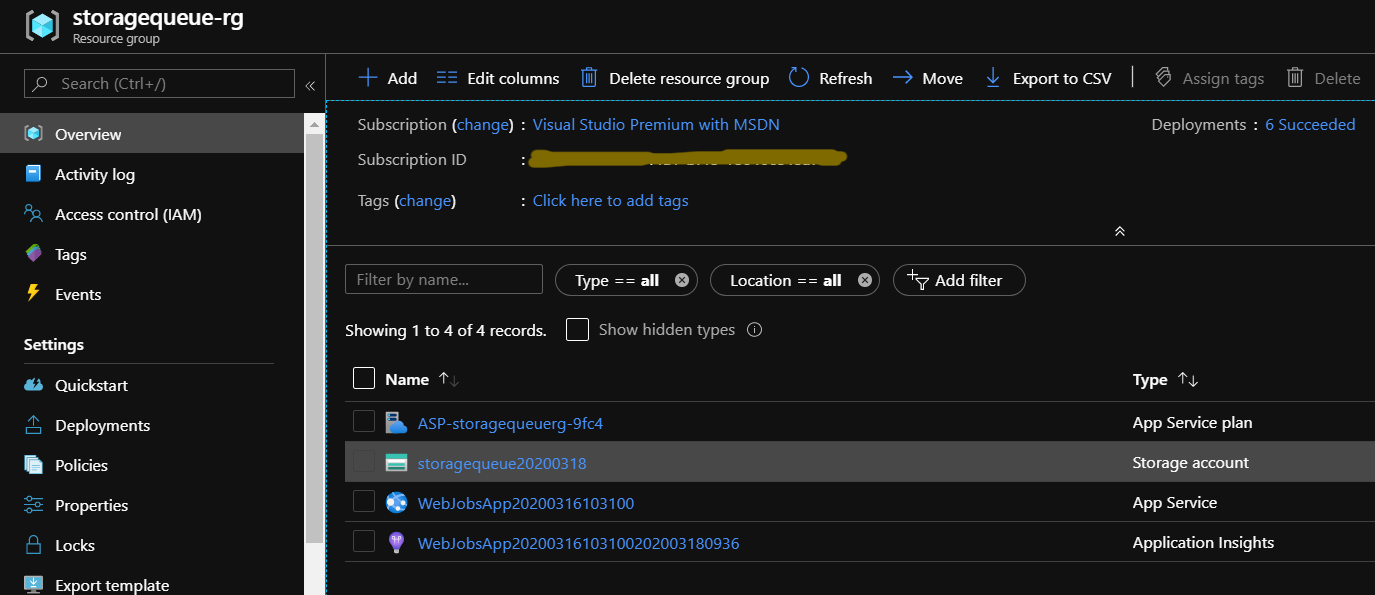 storagequeue-rg
Resource group
Search (Ctrl+/)
«
Overview
Activity log
Access control (IAM)
Tags
Events
Settings
Quickstart
Deployments
Policies
Properties
Locks
Export template
Add Edit columns Delete resource group Refresh Move Export to CSV Assign tags Delete
Subscription (change) : Visual Studio Premium with MSDN Deployments : 6 Succeeded
Subscription ID :
Tags (change) : Click here to add tags
Filter by name... Type == all Location == all Add filter
Showing 1 to 4 of 4 records. Show hidden types
Name Type
ASP-storagequeuerg-9fc4 App Service plan
storagequeue20200318 Storage account
WebJobsApp20200316103100 App Service
WebJobsApp20200316103100202003180936 Application Insights